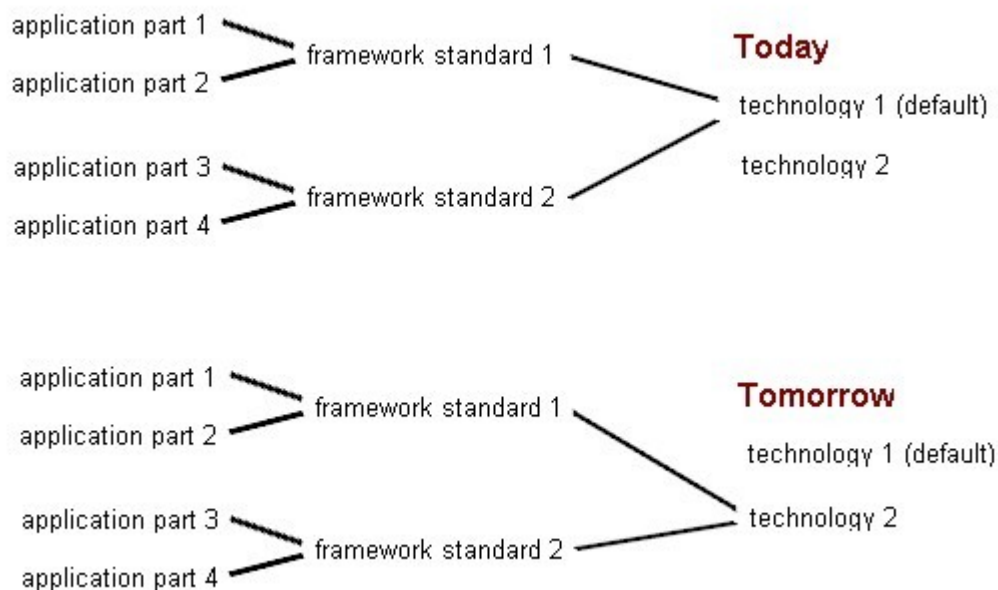 application part 1
framework standard 1
Today
application part 2
technology 1 (default)
application part 3
technology 2
framework standard 2
application part 4
application part 1
framework standard 1
Tomorrow
application part 2
technology 1 (default)
application part 3
technology 2
framework standard 2
application part 4